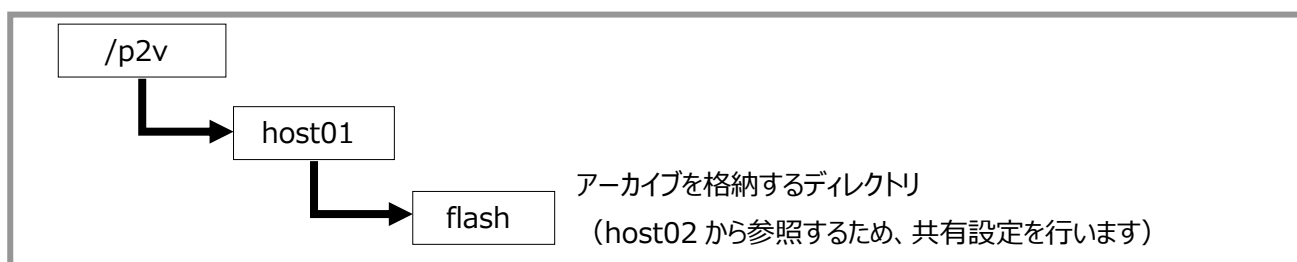 /p2v
host01
flash
アーカイブを格納するディレクトリ
（host02 から参照するため、共有設定を行います）